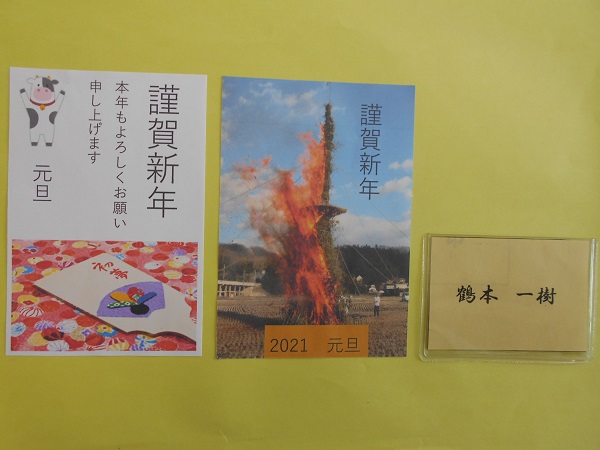 謹賀新年
本年もよろしくお願い
申し上げます
元旦
謹賀新年
2021 元旦
鶴本 一樹